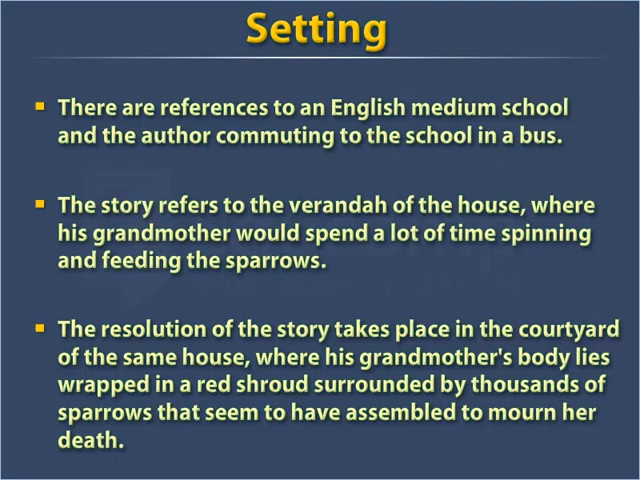 Setting
There are references to an English medium school
and the author commuting to the school in a bus.
The story refers to the verandah of the house, where
his grandmother would spend a lot of time spinning
and feeding the sparrows.
The resolution of the story takes place in the courtyard
of the same house, where his grandmother's body lies
wrapped in a red shroud surrounded by thousands of
sparrows that seem to have assembled to mourn her
death.